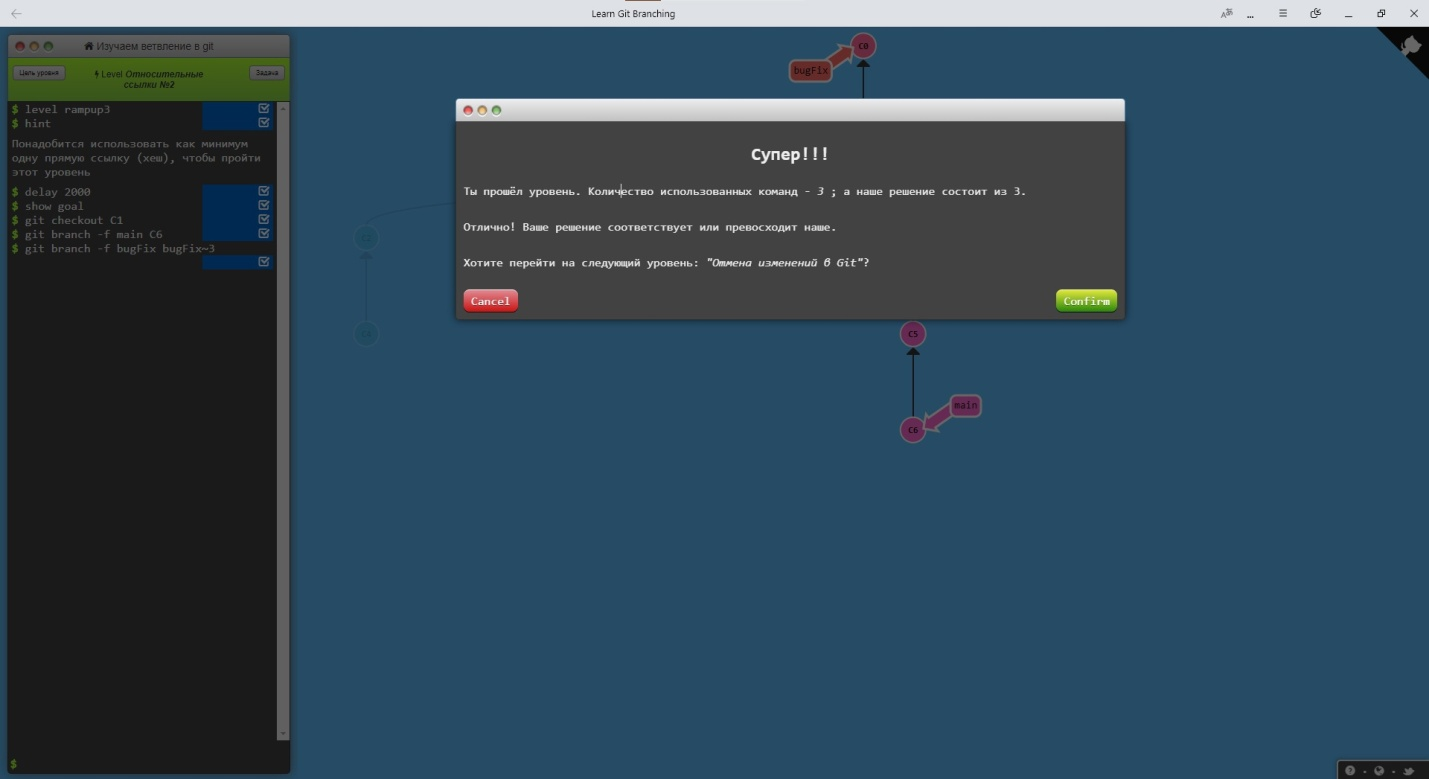 Learn Git Branching
...
Изучаем ветвление в git
Цель уровня
Level Относительные
ссылки №2
Задача
$ level rampup3
$ hint
Понадобится использовать как минимум
одну прямую ссылку (хеш), чтобы пройти
этот уровень
$ delay 2000
$ show goal
$ git checkout C1
$ git branch -f main C6
$ git branch -f bugFix bugFix~3
$
C0
bugFix
Супер!!!
Ты прошёл уровень. Количество использованных команд - 3 ; а наше решение состоит из 3.
Отлично! Ваше решение соответствует или превосходит наше.
Хотите перейти на следующий уровень: "Отмена изменений в Git"?
Cancel
Confirm
C5
main
C6